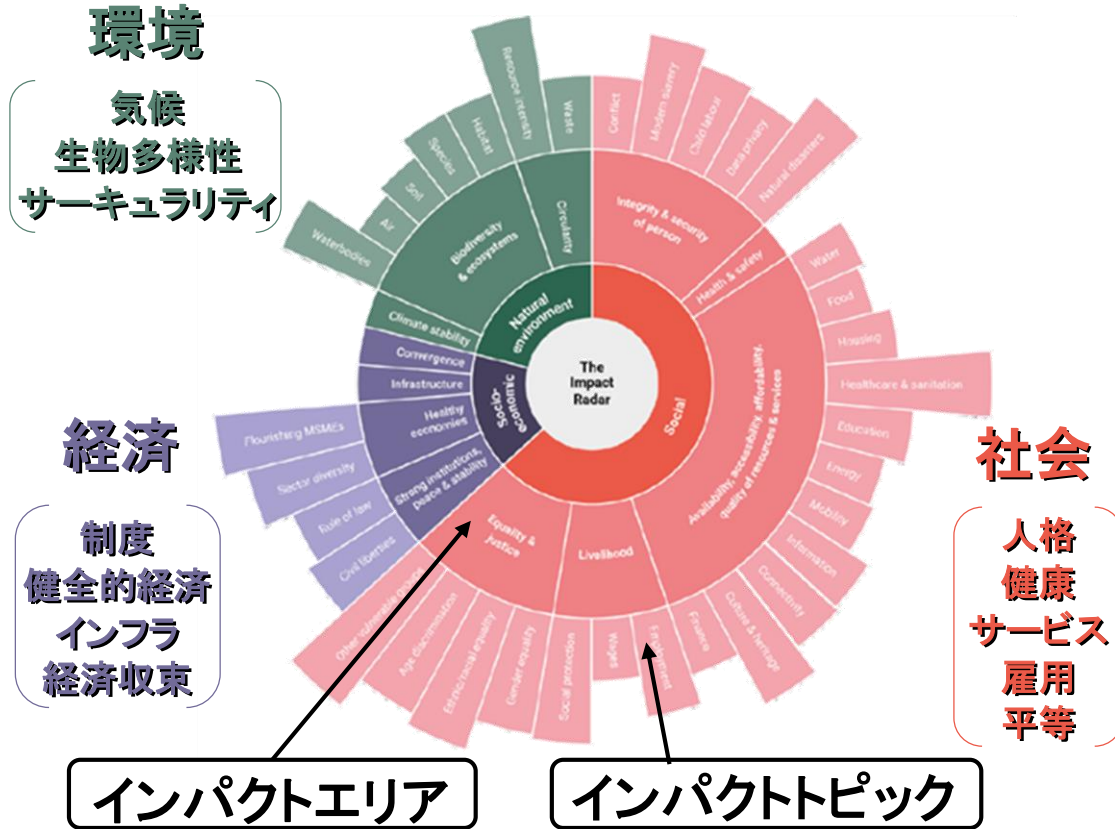 環境
気候
生物多様性
サーキュラリティ
経済
制度
健全的経済
インフラ
経済収束
社会
人格
健康
サービス
雇用
平等
The
Impact
Radar
Natural
environment
Social
Socio-
economic
Circularity
Biodiversity
& ecosystems
Climate stability
Convergence
Infrastructure
Healthy
economies
Strong institutions,
peace & stability
Integrity & security
of person
Health & safety
Availability, accessibility, affordability,
quality of resources & services
Livelihood
Equality &
justice
Waste
Resource intensity
Habitat
Species
Soil
Air
Waterbodies
Flourishing MSMEs
Sector diversity
Rule of law
Civil liberties
Conflict
Modern slavery
Child labour
Data privacy
Natural disasters
Water
Food
Housing
Healthcare & sanitation
Education
Energy
Mobility
Information
Connectivity
Culture & heritage
Finance
Employment
Wages
Social protection
Gender equality
Ethnic/racial equality
Age discrimination
Other vulnerable groups
インパクトエリア
インパクトトピック